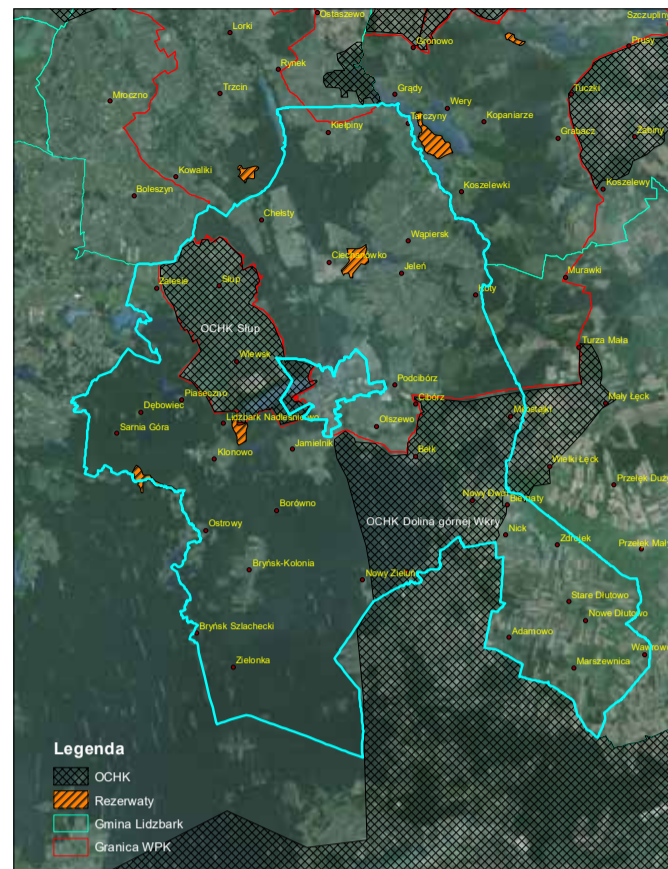 Ostaszewo
Szczupliny
Lorki
Gronowo
Prusy
Rynek
Trzcin
Grądy
Tuczki
Mroczno
Wery
Kopaniarze
Kiełpiny
Tarczyny
Grabacz
Żabiny
Kowaliki
Boleszyn
Koszelewki
Koszelewy
Chełsty
Wąpiersk
Ciechanówko
Jeleń
Murawki
Zalesie
Słup
Koty
OCHK Słup
Turza Mała
Wlewsk
Podcibórz
Piaseczno
Cibórz
Mały Łęck
Dębowiec
Lidzbark Nadleśnictwo
Olszewo
Sarnia Góra
Jamielnik
Klonowo
Bełk
Wielki Łęck
Przełęk Duży
Borówno
Nowy Dwór
Biernaty
OCHK Dolina górnej Wkry
Ostrowy
Nick
Zdrojek
Przełęk Mały
Bryńsk-Kolonia
Nowy Zieluń
Stare Dłutowo
Nowe Dłutowo
Bryńsk Szlachecki
Adamowo
Wawrowo
Zielonka
Marszewnica
Legenda
OCHK
Rezerwaty
Gmina Lidzbark
Granica WPK